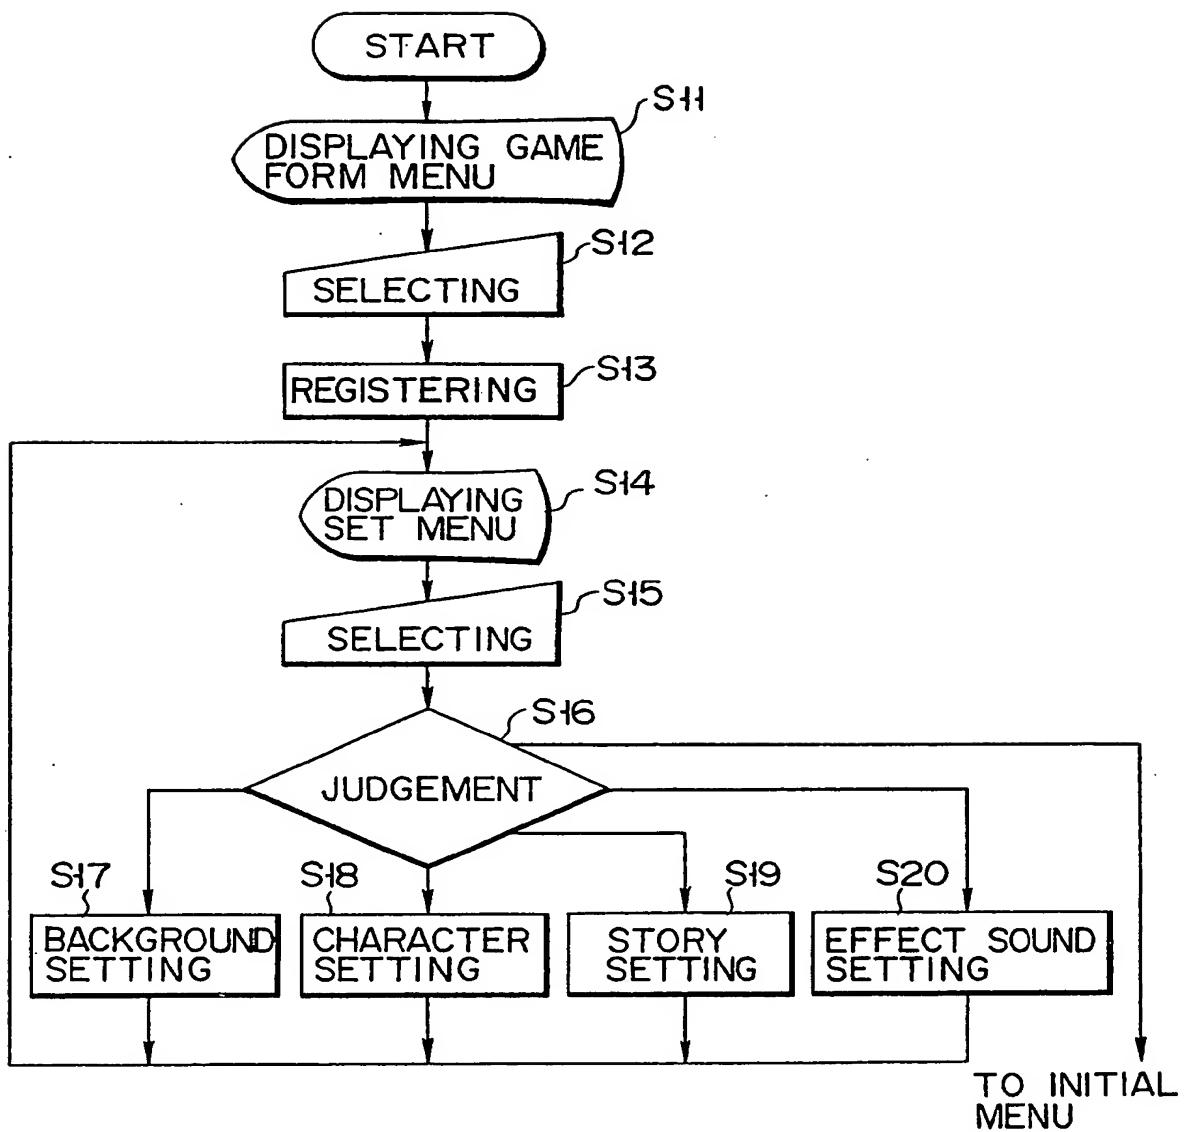 START
S11
DISPLAYING GAME
FORM MENU
S12
SELECTING
S13
REGISTERING
S14
DISPLAYING
SET MENU
S15
SELECTING
S16
JUDGEMENT
S17
BACKGROUND
SETTING
S18
CHARACTER
SETTING
S19
STORY
SETTING
S20
EFFECT SOUND
SETTING
TO INITIAL
MENU